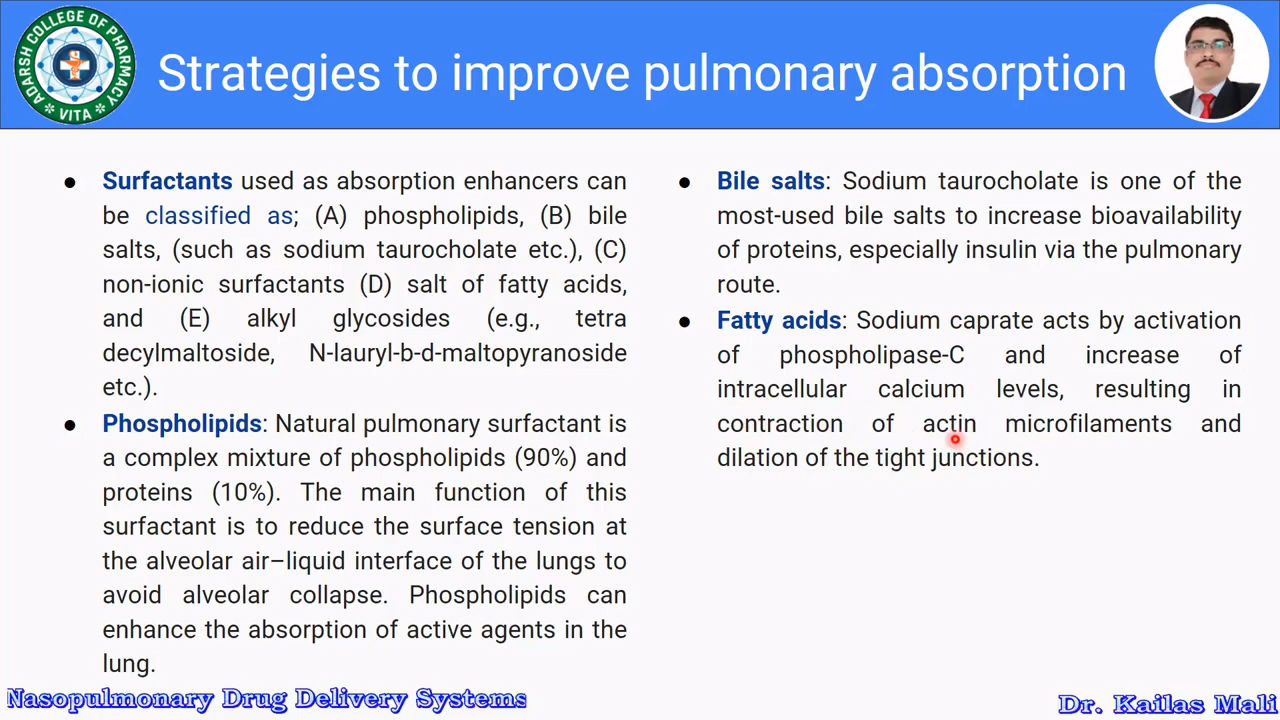 ADARSH COLLEGE OF PHARMACY
VITA
Strategies to improve pulmonary absorption
● Surfactants used as absorption enhancers can
be classified as; (A) phospholipids, (B) bile
salts, (such as sodium taurocholate etc.), (C)
non-ionic surfactants (D) salt of fatty acids,
and (E) alkyl glycosides (e.g., tetra
decylmaltoside, N-lauryl-b-d-maltopyranoside
etc.).
● Phospholipids: Natural pulmonary surfactant is
a complex mixture of phospholipids (90%) and
proteins (10%). The main function of this
surfactant is to reduce the surface tension at
the alveolar air–liquid interface of the lungs to
avoid alveolar collapse. Phospholipids can
enhance the absorption of active agents in the
lung.
● Bile salts: Sodium taurocholate is one of the
most-used bile salts to increase bioavailability
of proteins, especially insulin via the pulmonary
route.
● Fatty acids: Sodium caprate acts by activation
of phospholipase-C and increase of
intracellular calcium levels, resulting in
contraction of actin microfilaments and
dilation of the tight junctions.
Nasopulmonary Drug Delivery Systems
Dr. Kailas Mali